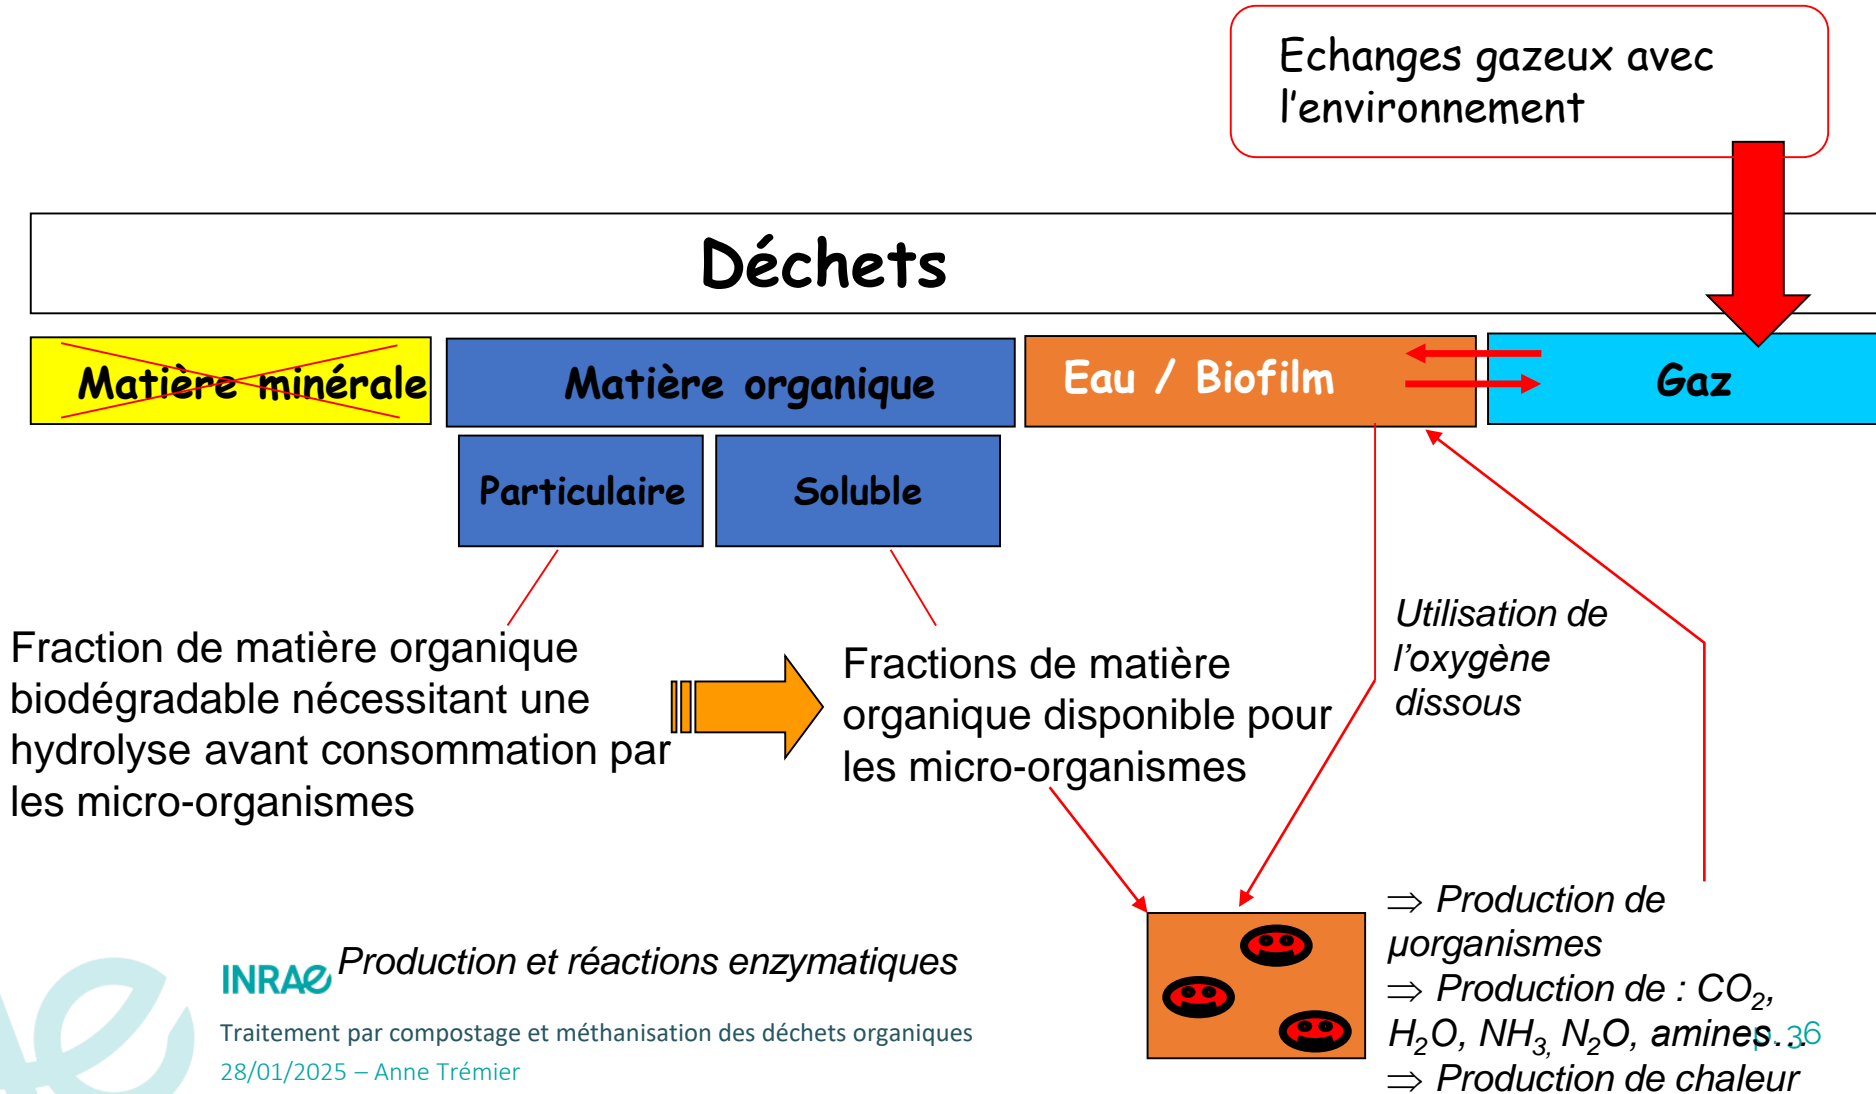 Echanges gazeux avec
l'environnement
Déchets
Matière minérale
Matière organique
Eau / Biofilm
Gaz
Particulaire
Soluble
Fraction de matière organique
biodégradable nécessitant une
hydrolyse avant consommation par
les micro-organismes
Fractions de matière
organique disponible pour
les micro-organismes
Utilisation de
l'oxygène
dissous
⇒ Production de
µorganismes
⇒ Production de : CO₂,
H₂O, NH₃, N₂O, amines…
⇒ Production de chaleur
Production et réactions enzymatiques
INRAE
Traitement par compostage et méthanisation des déchets organiques
28/01/2025 – Anne Trémier
p. 36